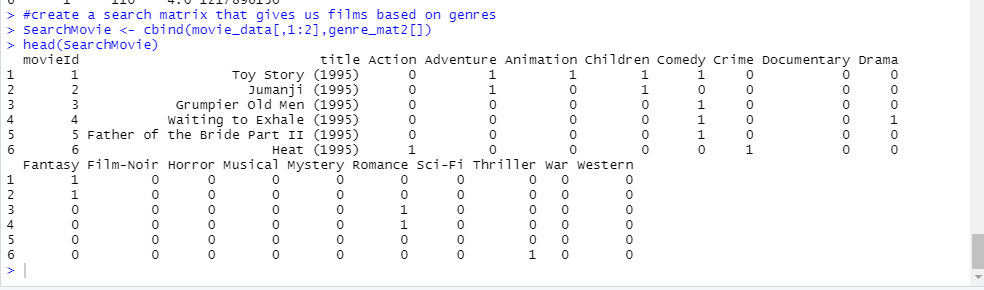 > #create a search matrix that gives us films based on genres
> SearchMovie <- cbind(movie_data[,1:2],genre_mat2[])
> head(SearchMovie)
  movieId                              title Action Adventure Animation Children Comedy Crime Documentary Drama
1       1                   Toy Story (1995)      0         1         1        1      1     0           0     0
2       2                     Jumanji (1995)      0         1         0        1      0     0           0     0
3       3            Grumpier Old Men (1995)      0         0         0        0      1     0           0     0
4       4           Waiting to Exhale (1995)      0         0         0        0      1     0           0     1
5       5 Father of the Bride Part II (1995)      0         0         0        0      1     0           0     0
6       6                        Heat (1995)      1         0         0        0      0     1           0     0
  Fantasy Film-Noir Horror Musical Mystery Romance Sci-Fi Thriller War Western
1       1         0      0       0       0       0      0        0   0       0
2       1         0      0       0       0       0      0        0   0       0
3       0         0      0       0       0       1      0        0   0       0
4       0         0      0       0       0       1      0        0   0       0
5       0         0      0       0       0       0      0        0   0       0
6       0         0      0       0       0       0      0        1   0       0
>